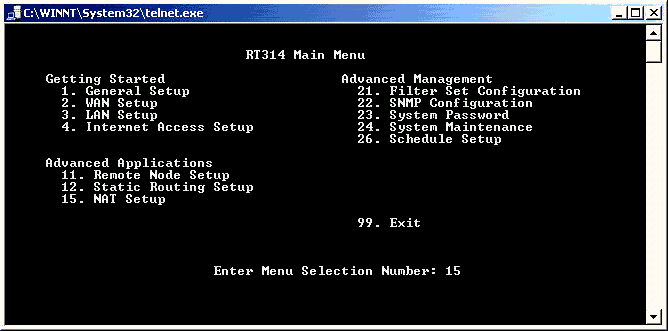 C:\WINNT\System32\telnet.exe
RT314 Main Menu
Getting Started
1. General Setup
2. WAN Setup
3. LAN Setup
4. Internet Access Setup
Advanced Applications
11. Remote Node Setup
12. Static Routing Setup
15. NAT Setup
Advanced Management
21. Filter Set Configuration
22. SNMP Configuration
23. System Password
24. System Maintenance
26. Schedule Setup
99. Exit
Enter Menu Selection Number: 15